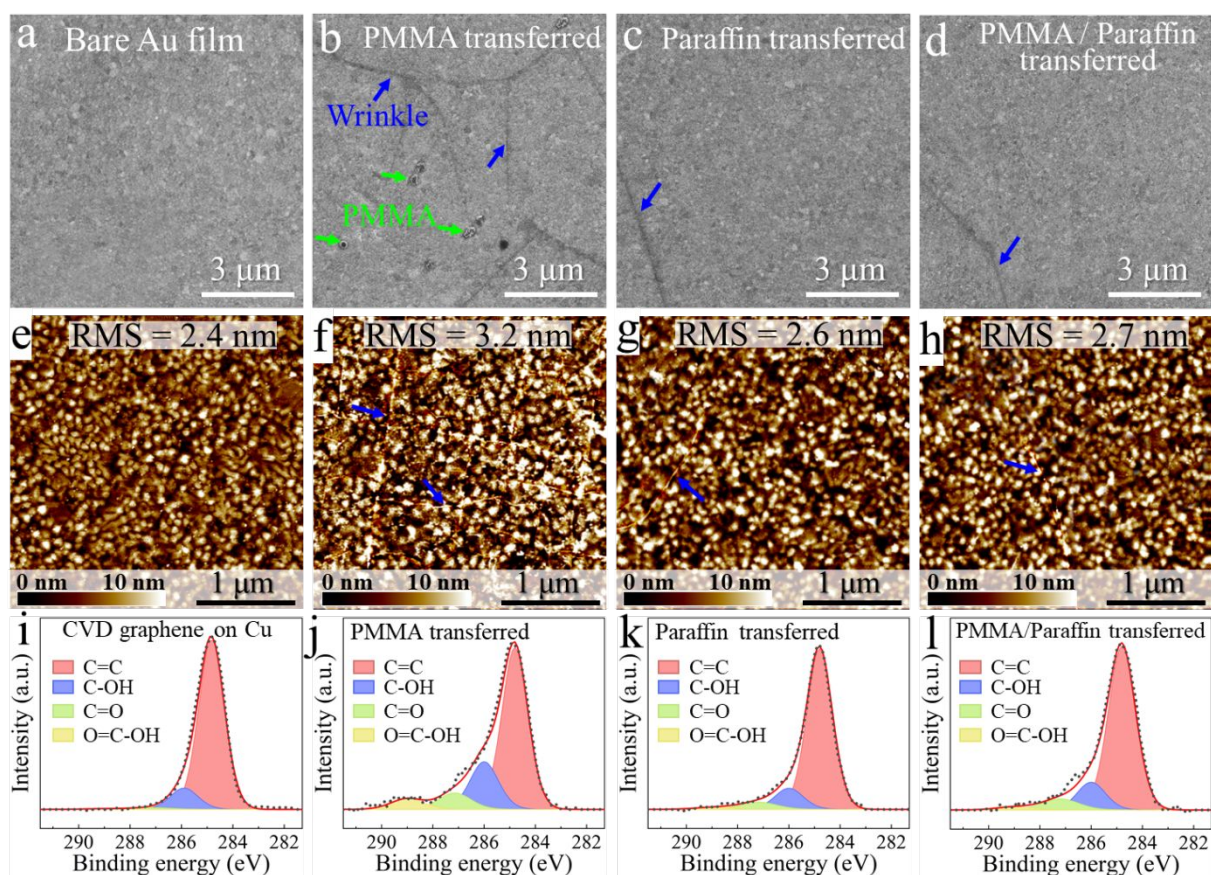 a
Bare Au film
3 μm
b
PMMA transferred
Wrinkle
PMMA
3 μm
c
Paraffin transferred
3 μm
d
PMMA / Paraffin
transferred
3 μm
e
RMS = 2.4 nm
0 nm 10 nm 1 μm
f
RMS = 3.2 nm
0 nm 10 nm 1 μm
g
RMS = 2.6 nm
0 nm 10 nm 1 μm
h
RMS = 2.7 nm
0 nm 10 nm 1 μm
i
CVD graphene on Cu
C=C
C-OH
C=O
O=C-OH
Intensity (a.u.)
290 288 286 284 282
Binding energy (eV)
j
PMMA transferred
C=C
C-OH
C=O
O=C-OH
Intensity (a.u.)
290 288 286 284 282
Binding energy (eV)
k
Paraffin transferred
C=C
C-OH
C=O
O=C-OH
Intensity (a.u.)
290 288 286 284 282
Binding energy (eV)
l
PMMA/Paraffin transferred
C=C
C-OH
C=O
O=C-OH
Intensity (a.u.)
290 288 286 284 282
Binding energy (eV)